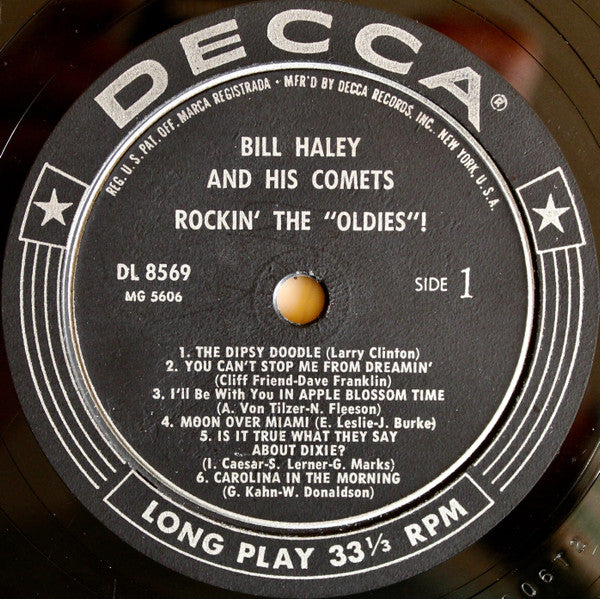 DECCA®
REG. U. S. PAT. OFF. MARCA REGISTRADA • MFR'D BY DECCA RECORDS, INC., NEW YORK, U. S. A.
BILL HALEY
AND HIS COMETS
ROCKIN' THE "OLDIES"!
DL 8569
MG 5606
SIDE 1
1. THE DIPSY DOODLE (Larry Clinton)
2. YOU CAN'T STOP ME FROM DREAMIN'
(Cliff Friend-Dave Franklin)
3. I'll Be With You IN APPLE BLOSSOM TIME
(A. Von Tilzer-N. Fleeson)
4. MOON OVER MIAMI (E. Leslie-J. Burke)
5. IS IT TRUE WHAT THEY SAY
ABOUT DIXIE?
(I. Caesar-S. Lerner-G. Marks)
6. CAROLINA IN THE MORNING
(G. Kahn-W. Donaldson)
LONG PLAY 33⅓ RPM